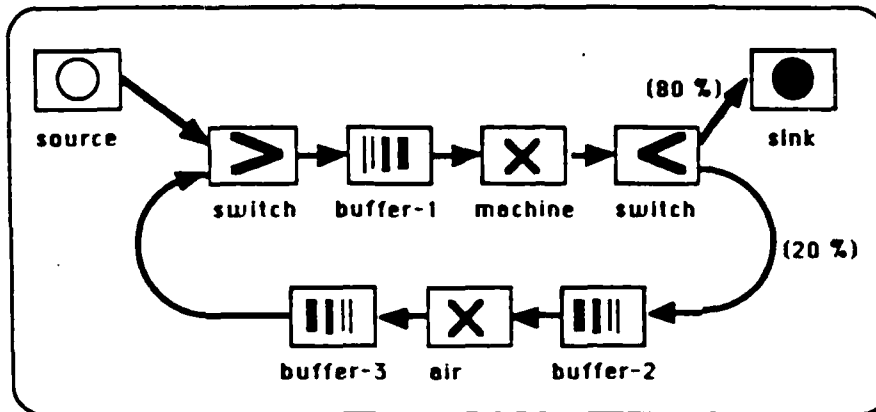 (80 %)
source
sink
switch
buffer-1
machine
switch
(20 %)
buffer-3
air
buffer-2